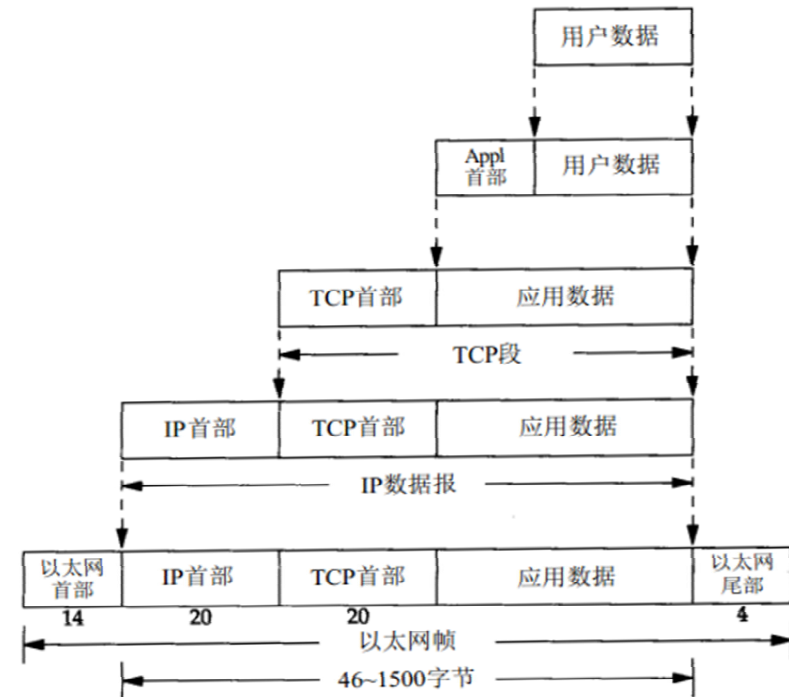 用户数据
Appl
首部
用户数据
TCP首部
应用数据
TCP段
IP首部
TCP首部
应用数据
IP数据报
以太网
首部
IP首部
TCP首部
应用数据
以太网
尾部
14
20
20
4
以太网帧
46~1500字节